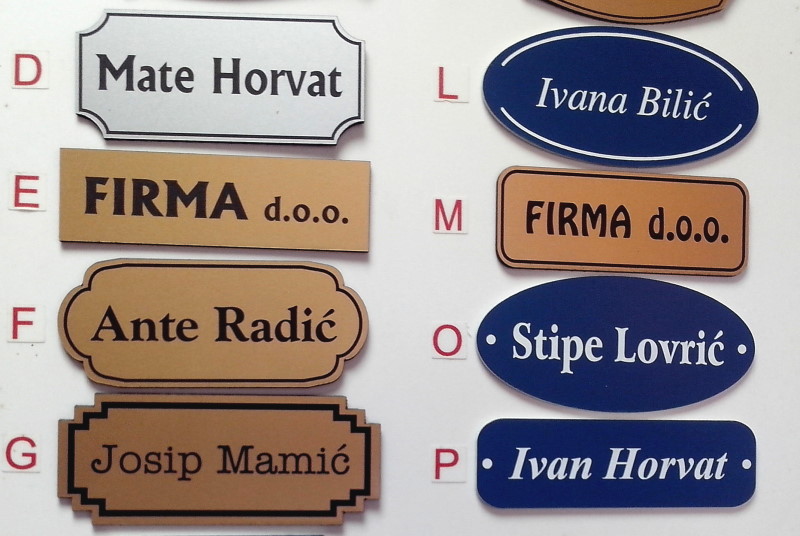 D
Mate Horvat
E
FIRMA d.o.o.
F
Ante Radić
G
Josip Mamić
L
Ivana Bilić
M
FIRMA d.o.o.
O
Stipe Lovrić
P
Ivan Horvat